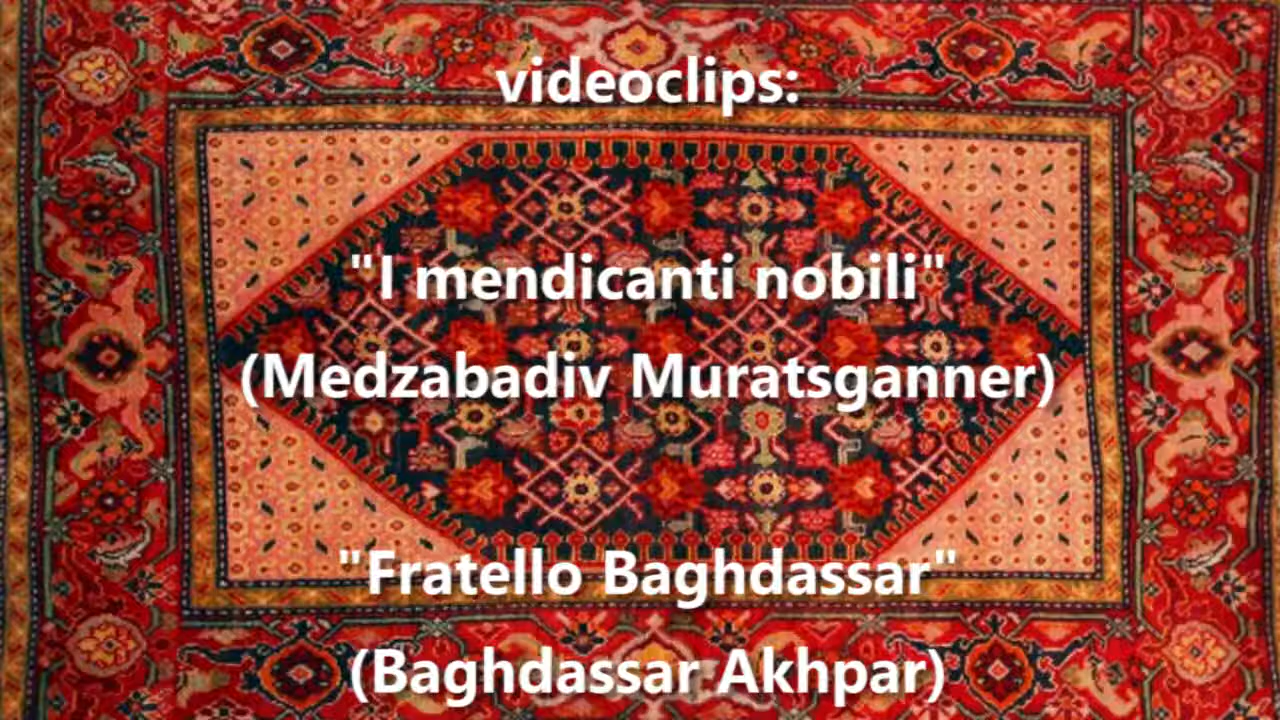 videoclips:
"I mendicanti nobili"
(Medzabadiv Muratsganner)
"Fratello Baghdassar"
(Baghdassar Akhpar)